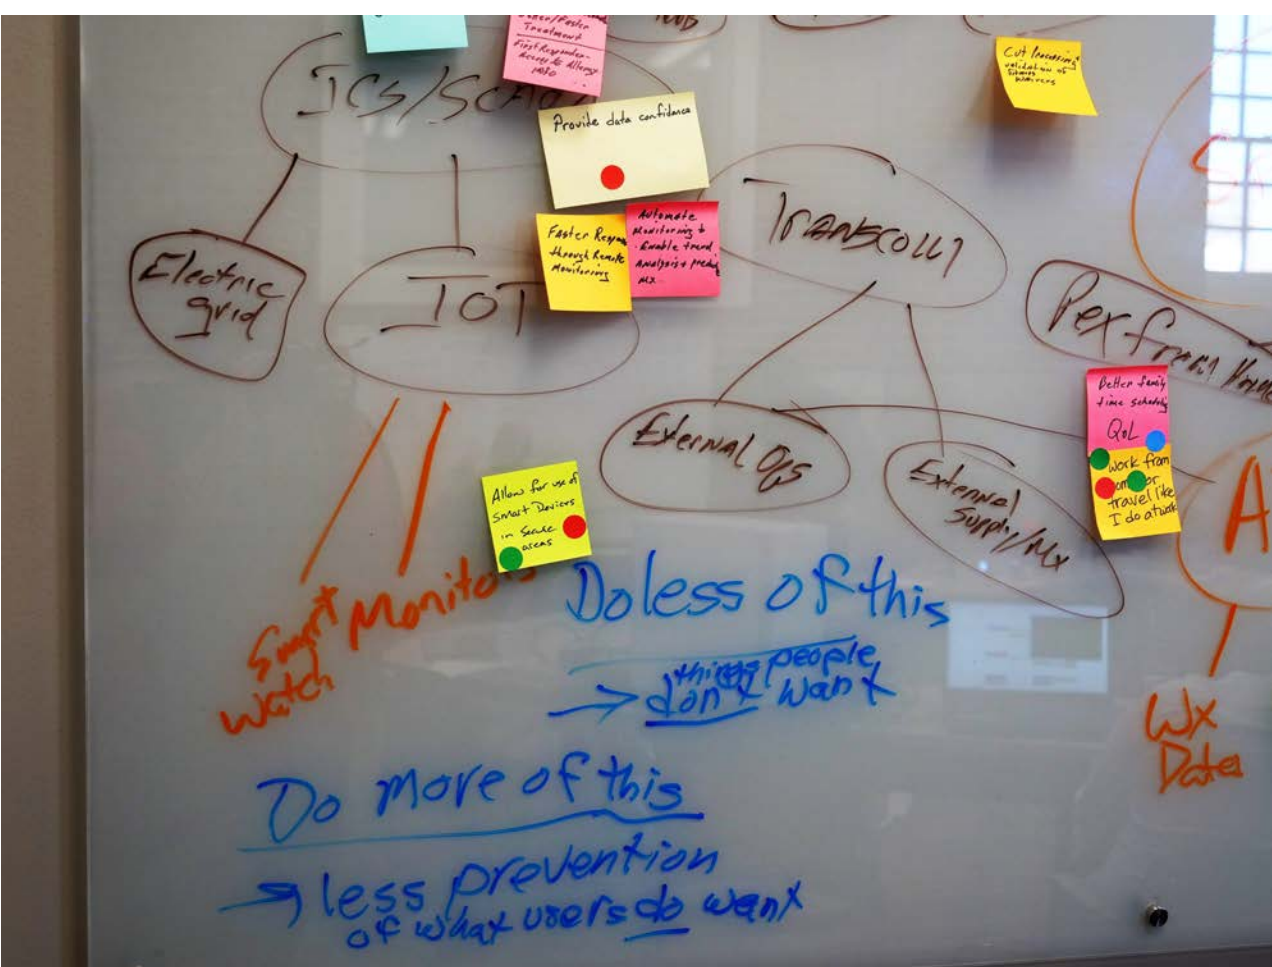 Treatment
First Responder
Access to Allergy
Info
Cut Processing
validation of
waivers
ICS/SCADA
Provide data confidence
TRANSCOM
Electric
grid
IOT
Faster Respo
through Remote
Monitoring
Automate
Monitoring &
Enable trend
Analysis +
MX
Pex from Home
Better family
time scheduling
QoL
work from
or
travel like
I do at work
External Ops
External
Supply/Mx
Allow for use of
Smart Devices
in Secure
areas
Smart
Watch
Monitors
Do less of this
things people
don't want
Wx
Data
Do more of this
less prevention
of what users do want